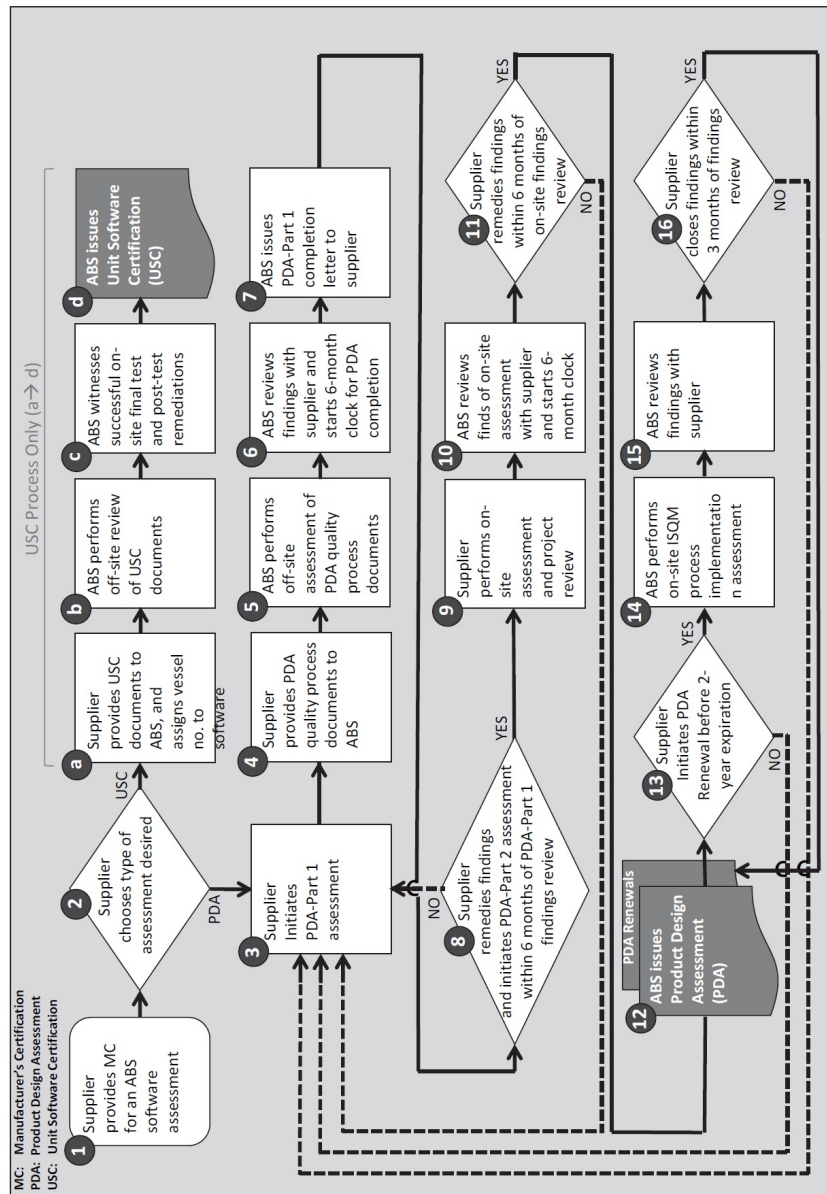 MC: Manufacturer's Certification
PDA: Product Design Assessment
USC: Unit Software Certification
USC Process Only (a→ d)
1
Supplier
provides MC
for an ABS
software
assessment
2
Supplier
chooses type of
assessment desired
USC
PDA
a
Supplier
provides USC
documents to
ABS, and
assigns vessel
no. to
software
b
ABS performs
off-site review
of USC
documents
c
ABS witnesses
successful on-
site final test
and post-test
remediations
d
ABS issues
Unit Software
Certification
(USC)
3
Supplier
Initiates
PDA-Part 1
assessment
4
Supplier
provides PDA
quality process
documents to
ABS
5
ABS performs
off-site
assessment of
PDA quality
process
documents
6
ABS reviews
findings with
supplier and
starts 6-month
clock for PDA
completion
7
ABS issues
PDA-Part 1
completion
letter to
supplier
NO
8
Supplier
remedies findings
and initiates PDA-Part 2 assessment
within 6 months of PDA-Part 1
findings review
YES
9
Supplier
performs on-
site
assessment
and project
review
10
ABS reviews
finds of on-site
assessment
with supplier
and starts 6-
month clock
11
Supplier
remedies findings
within 6 months of
on-site findings
review
YES
NO
PDA Renewals
12
ABS issues
Product Design
Assessment
(PDA)
13
Supplier
Initiates PDA
Renewal before 2-
year expiration
YES
NO
14
ABS performs
on-site ISQM
process
implementatio
n assessment
15
ABS reviews
findings with
supplier
16
Supplier
closes findings within
3 months of findings
review
YES
NO